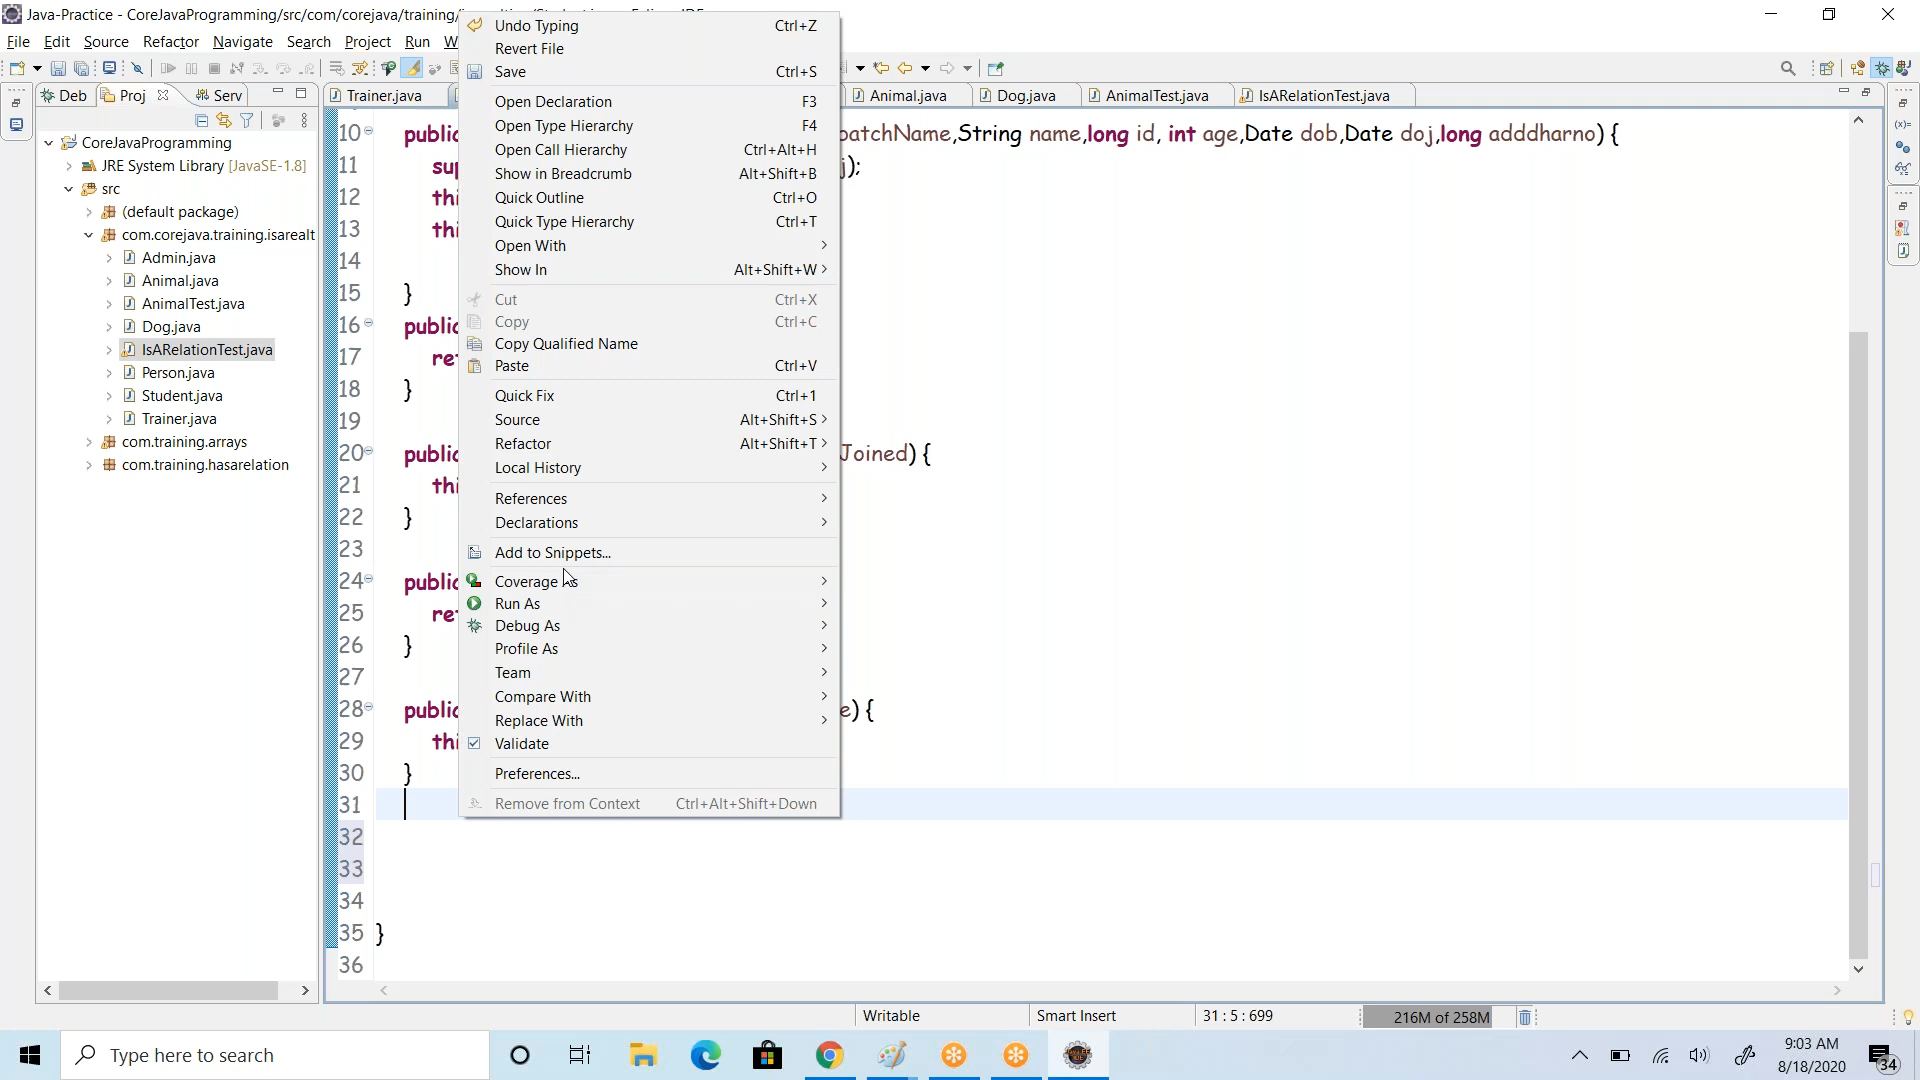 Java-Practice - CoreJavaProgramming/src/com/corejava/training/
File Edit Source Refactor Navigate Search Project Run
Deb Proj Serv
Trainer.java Animal.java Dog.java AnimalTest.java IsARelationTest.java
CoreJavaProgramming
JRE System Library [JavaSE-1.8]
src
(default package)
com.corejava.training.isarealt
Admin.java
Animal.java
AnimalTest.java
Dog.java
IsARelationTest.java
Person.java
Student.java
Trainer.java
com.training.arrays
com.training.hasarelation
Undo Typing Ctrl+Z
Revert File
Save Ctrl+S
Open Declaration F3
Open Type Hierarchy F4
Open Call Hierarchy Ctrl+Alt+H
Show in Breadcrumb Alt+Shift+B
Quick Outline Ctrl+O
Quick Type Hierarchy Ctrl+T
Open With
Show In Alt+Shift+W
Cut Ctrl+X
Copy Ctrl+C
Copy Qualified Name
Paste Ctrl+V
Quick Fix Ctrl+1
Source Alt+Shift+S
Refactor Alt+Shift+T
Local History
References
Declarations
Add to Snippets...
Coverage As
Run As
Debug As
Profile As
Team
Compare With
Replace With
Validate
Preferences...
Remove from Context Ctrl+Alt+Shift+Down
10 public batchName,String name,long id, int age,Date dob,Date doj,long adddharno) {
11 );
12
13
14
15 }
16
17
18 }
19
20 Joined) {
21
22 }
23
24
25
26 }
27
28 e) {
29
30 }
31
32
33
34
35 }
36
Writable Smart Insert 31 : 5 : 699 216M of 258M
Type here to search
9:03 AM
8/18/2020
34